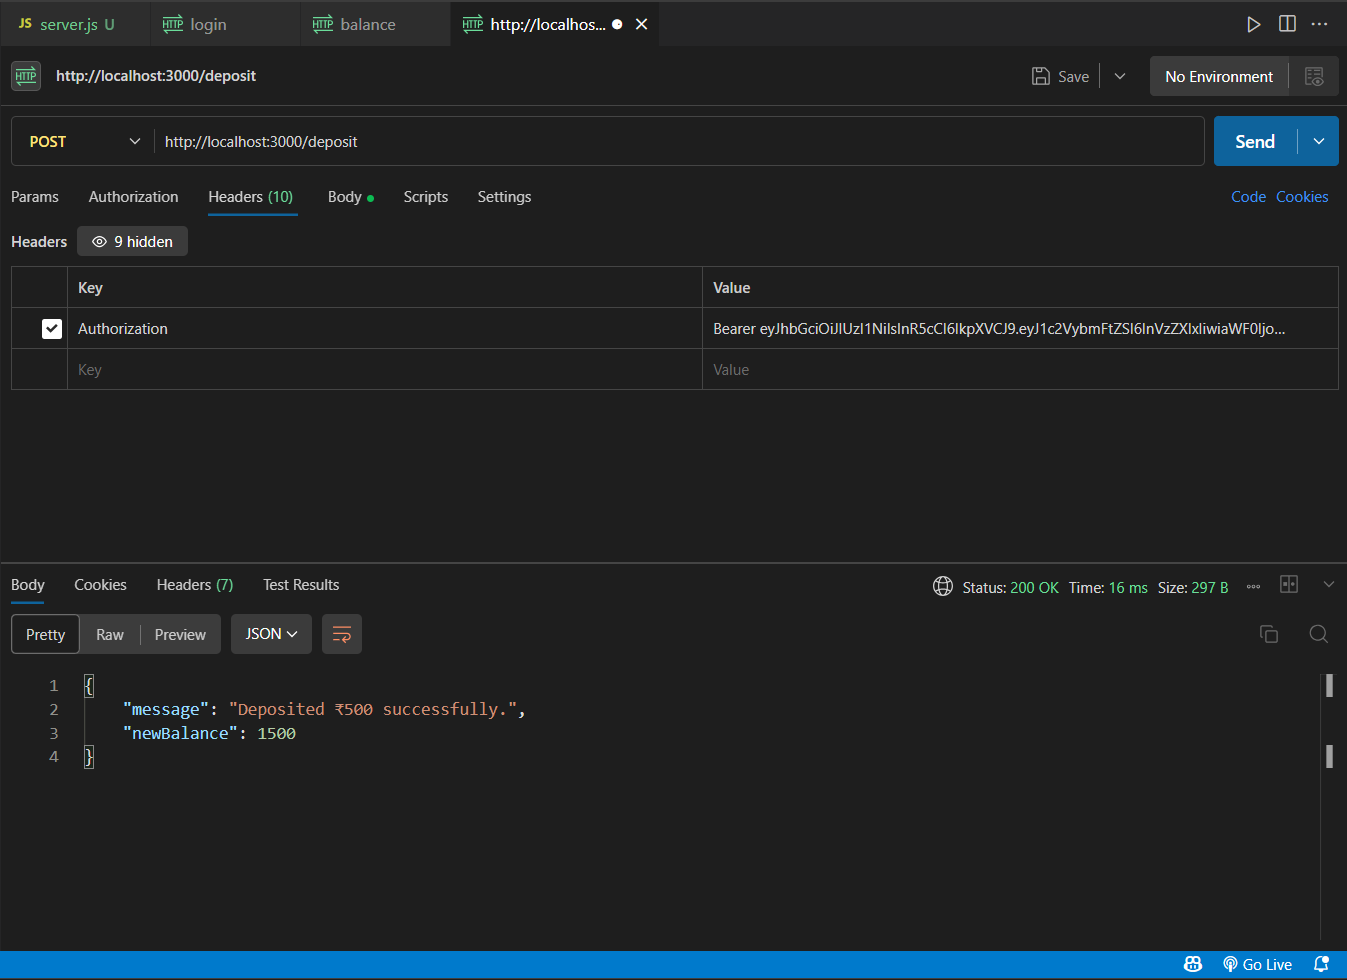 JS server.js U
HTTP login
HTTP balance
HTTP http://localhos...
HTTP http://localhost:3000/deposit
Save
No Environment
POST
http://localhost:3000/deposit
Send
Params Authorization Headers (10) Body Scripts Settings
Code Cookies
Headers 9 hidden
Key Value
Authorization Bearer eyJhbGciOiJIUzI1NiIsInR5cCI6IkpXVCJ9.eyJ1c2VybmFtZSI6InVzZXIxIiwiaWF0Ijo...
Key Value
Body Cookies Headers (7) Test Results
Status: 200 OK Time: 16 ms Size: 297 B
Pretty Raw Preview JSON
1 {
2 "message": "Deposited ₹500 successfully.",
3 "newBalance": 1500
4 }
Go Live